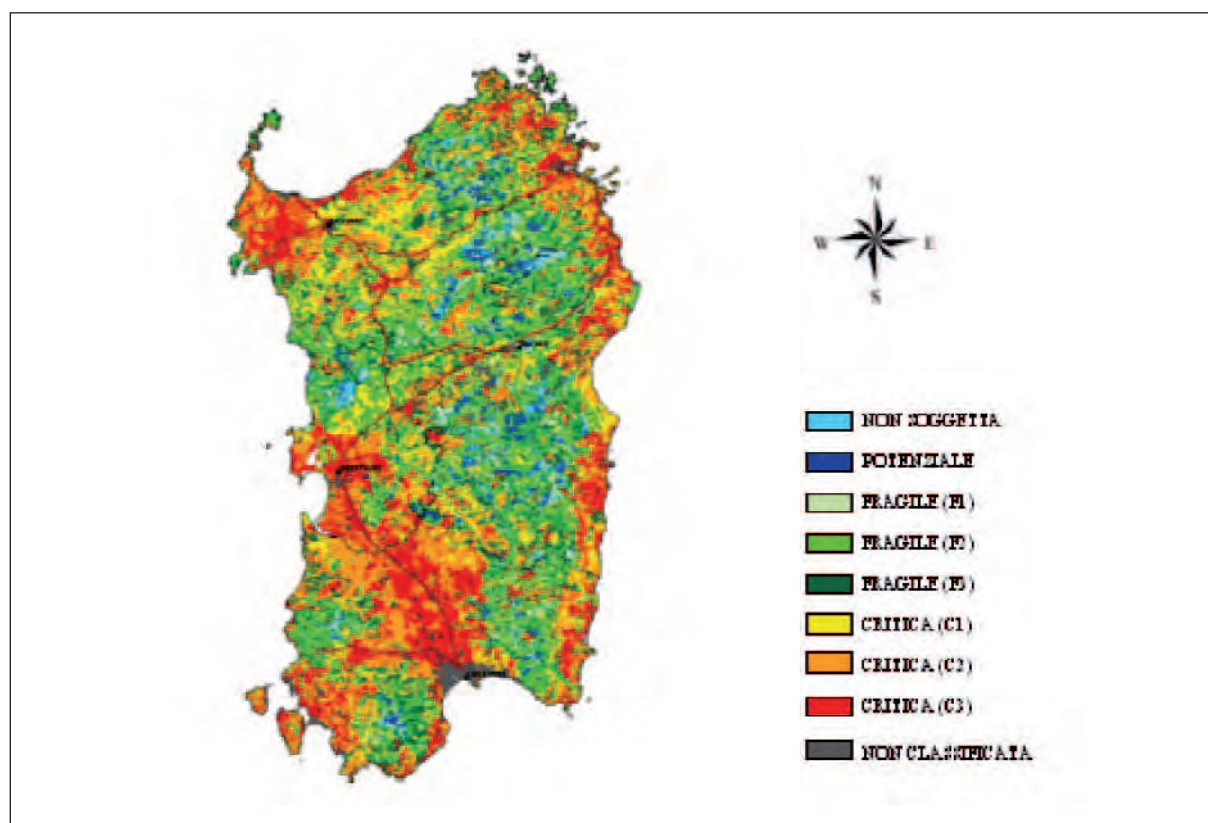 N
W E
S
NON SOGGETTA
POTENZIALE
FRAGILE (F1)
FRAGILE (F2)
FRAGILE (F3)
CRITICA (C1)
CRITICA (C2)
CRITICA (C3)
NON CLASSIFICATA